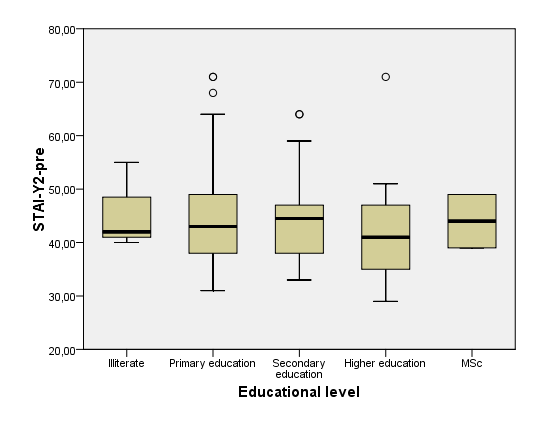 80,00
70,00
60,00
50,00
40,00
30,00
20,00
STAI-Y2-pre
Illiterate
Primary education
Secondary
education
Higher education
MSc
Educational level